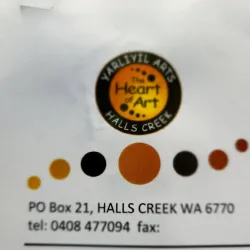 YARLIYIL ARTS
The
Heart
of
Art
HALLS CREEK
PO Box 21, HALLS CREEK WA 6770
tel: 0408 477094  fax: